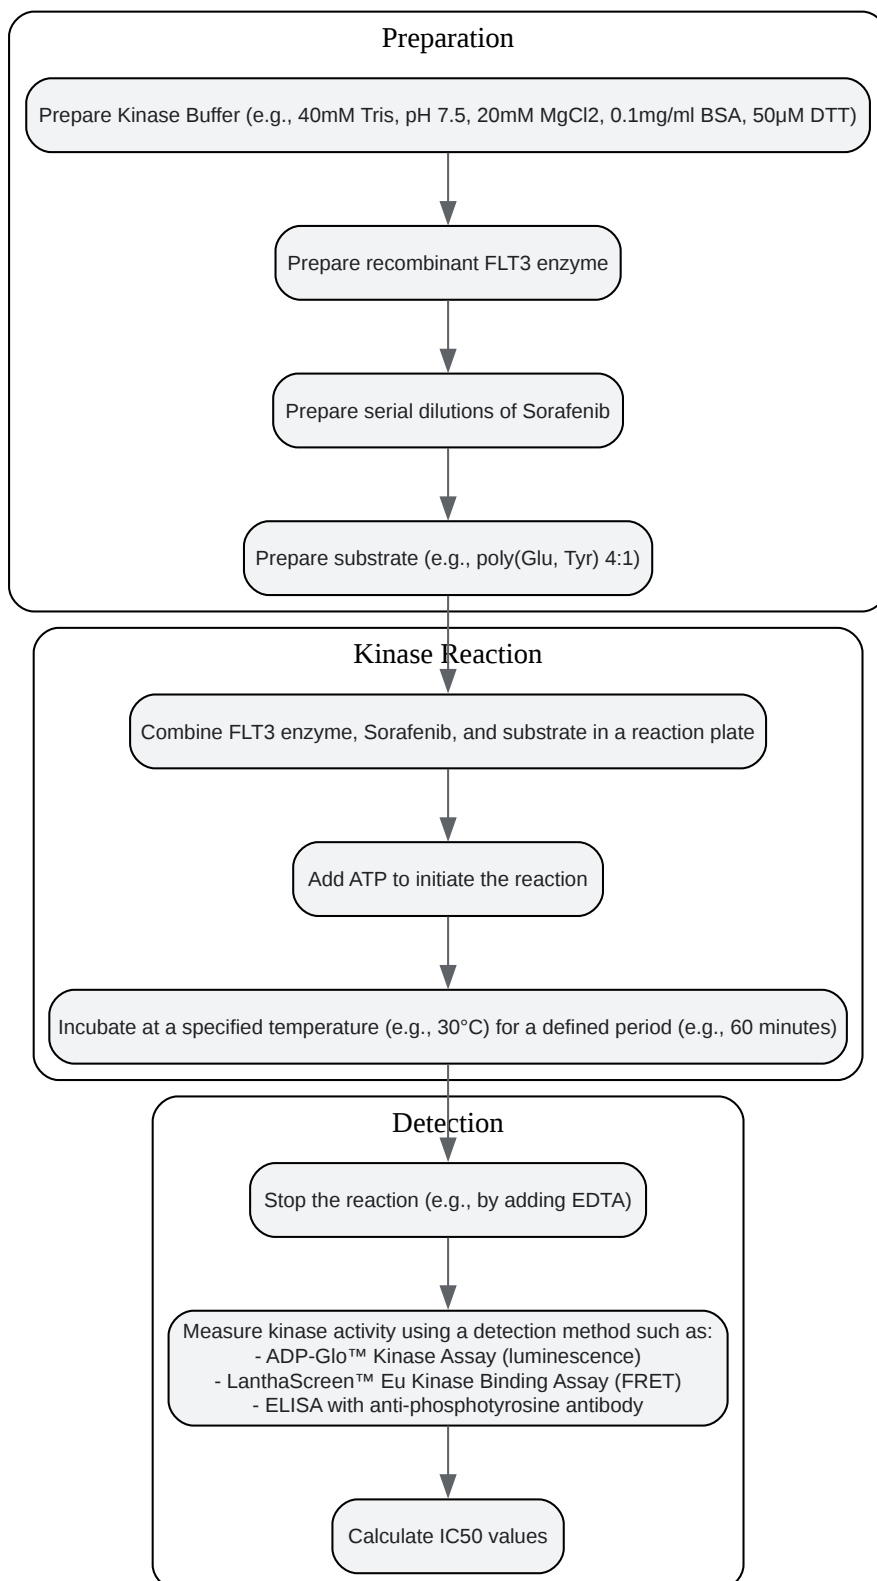 Preparation
Prepare Kinase Buffer (e.g., 40mM Tris, pH 7.5, 20mM MgCl2, 0.1mg/ml BSA, 50μM DTT)
Prepare recombinant FLT3 enzyme
Prepare serial dilutions of Sorafenib
Prepare substrate (e.g., poly(Glu, Tyr) 4:1)
Kinase Reaction
Combine FLT3 enzyme, Sorafenib, and substrate in a reaction plate
Add ATP to initiate the reaction
Incubate at a specified temperature (e.g., 30°C) for a defined period (e.g., 60 minutes)
Detection
Stop the reaction (e.g., by adding EDTA)
Measure kinase activity using a detection method such as:
- ADP-Glo™ Kinase Assay (luminescence)
- LanthaScreen™ Eu Kinase Binding Assay (FRET)
- ELISA with anti-phosphotyrosine antibody
Calculate IC50 values